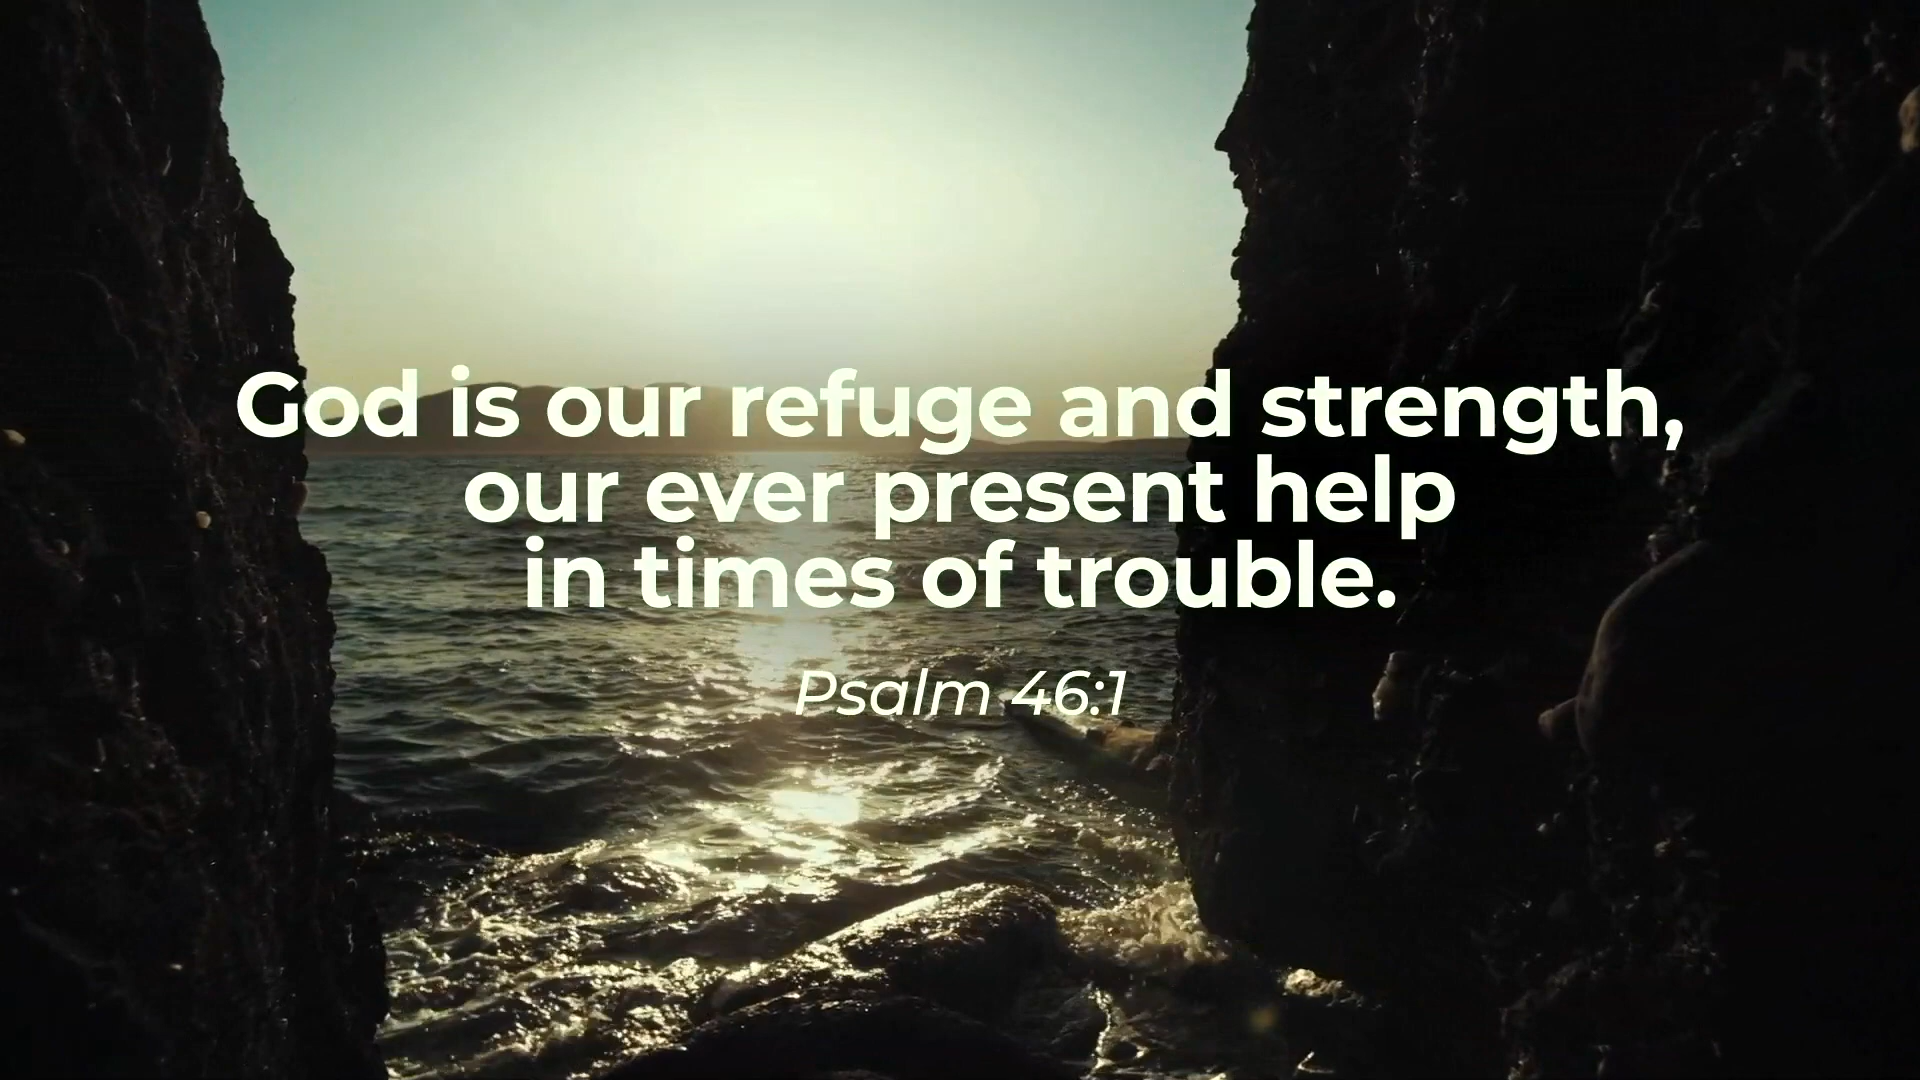 God is our refuge and strength,
our ever present help
in times of trouble.
Psalm 46:1